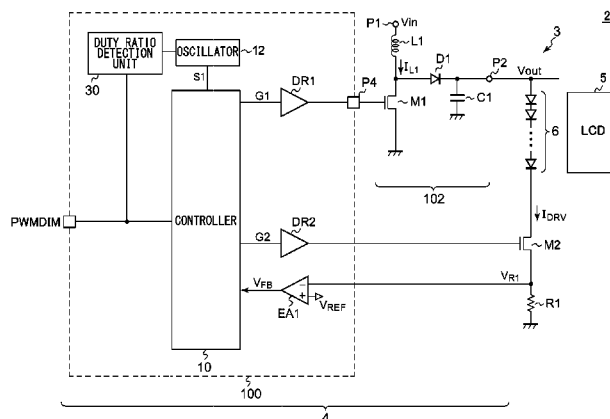 2
P1
Vin
L1
3
DUTY RATIO
DETECTION
UNIT
OSCILLATOR
12
30
S1
IL1
D1
P2
Vout
5
G1
DR1
P4
M1
C1
6
LCD
102
PWMDIM
CONTROLLER
IDRV
G2
DR2
M2
VFB
VREF
EA1
VR1
R1
10
100
4